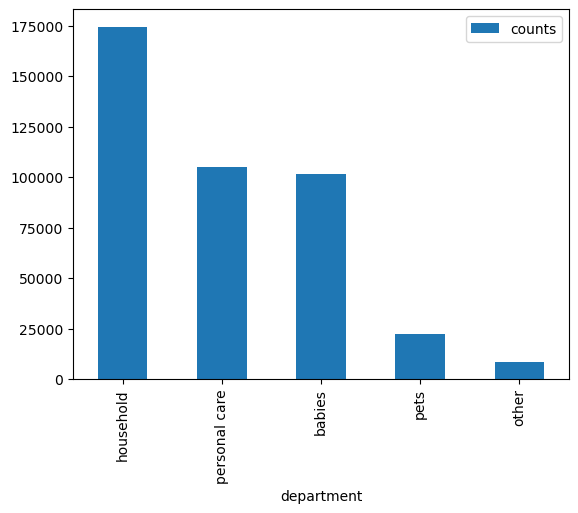 counts
175000
150000
125000
100000
75000
50000
25000
0
household
personal care
babies
pets
other
department